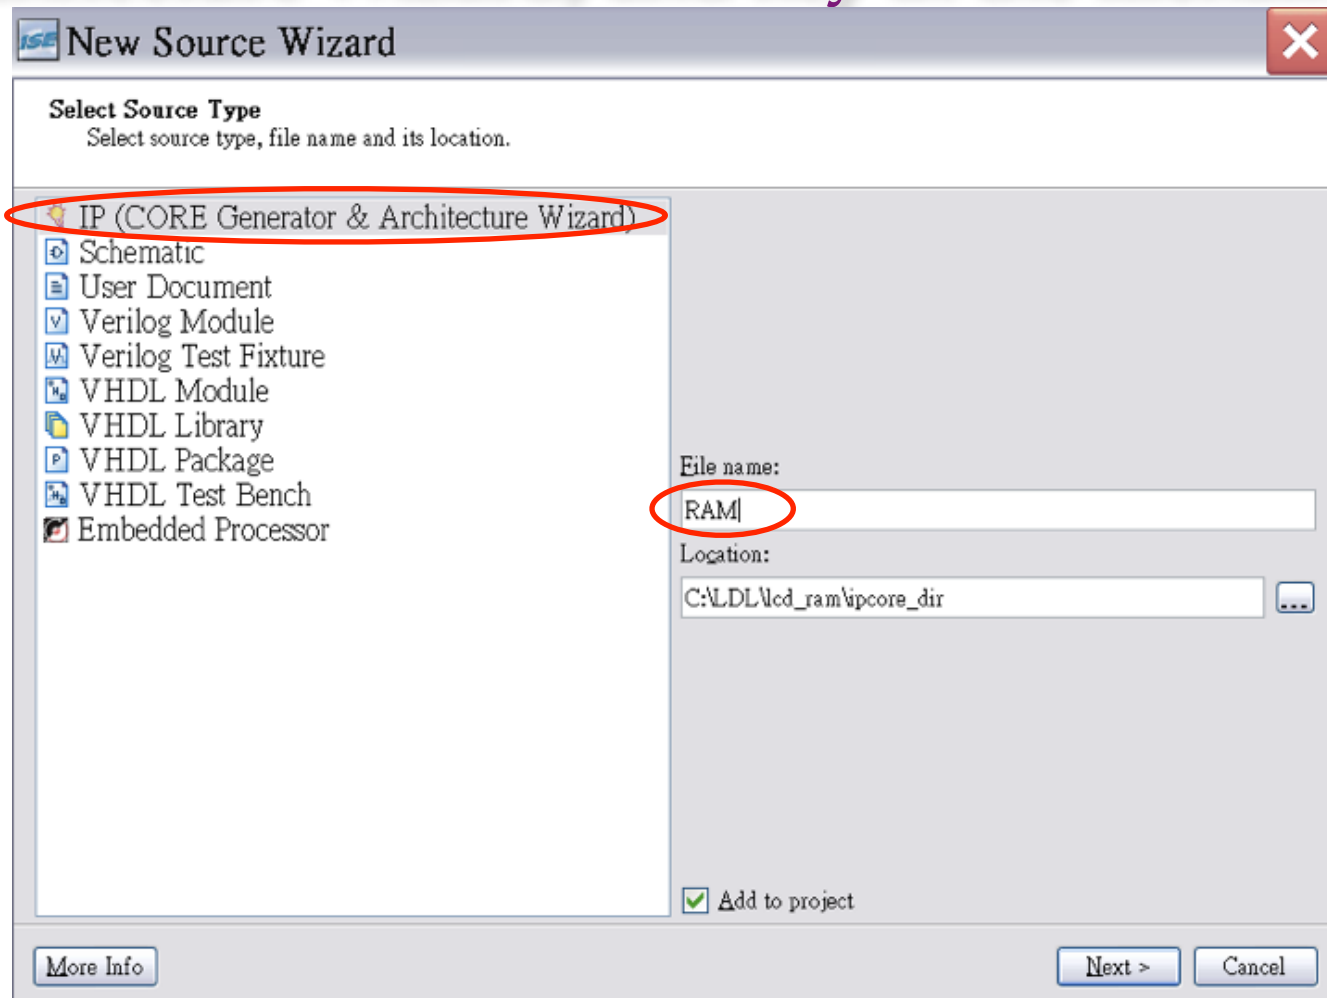 ISE New Source Wizard
Select Source Type
Select source type, file name and its location.
IP (CORE Generator & Architecture Wizard)
Schematic
User Document
Verilog Module
Verilog Test Fixture
VHDL Module
VHDL Library
VHDL Package
VHDL Test Bench
Embedded Processor
File name:
RAM
Location:
C:\LDL\lcd_ram\ipcore_dir
...
Add to project
More Info
Next >
Cancel